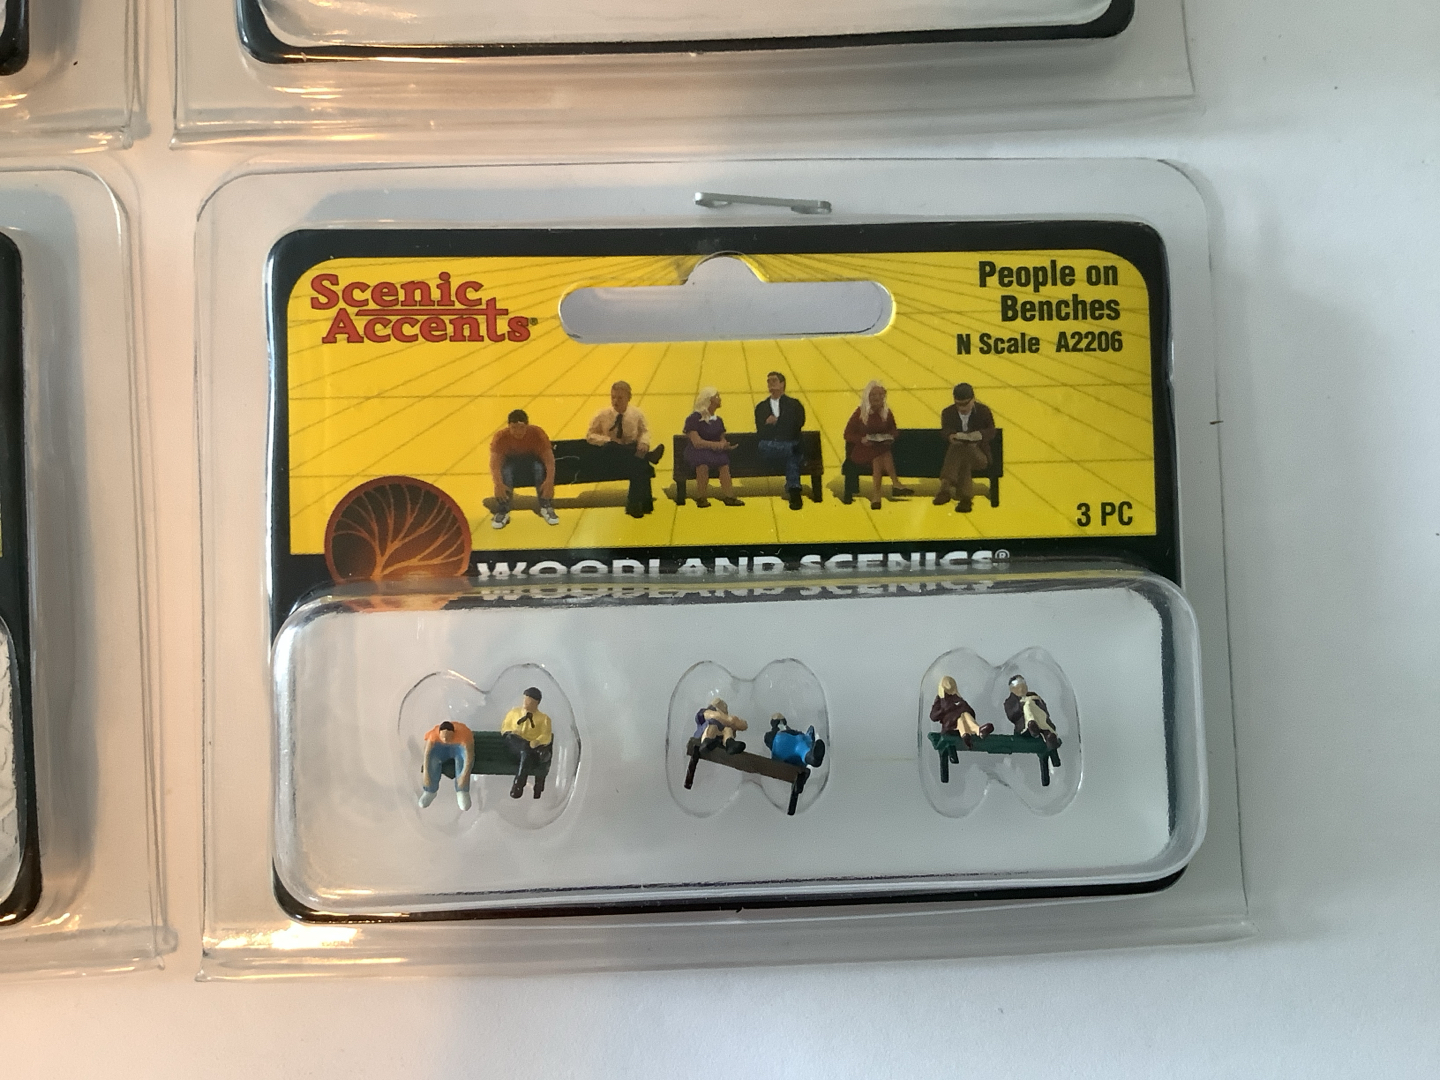 Scenic
Accents®
People on
Benches
N Scale A2206
3 PC
WOODLAND SCENICS®